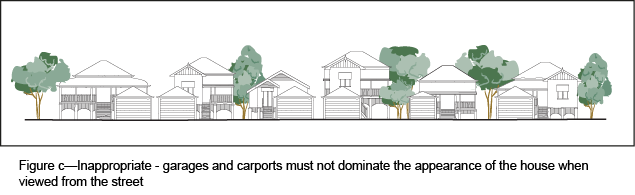 Figure c—Inappropriate - garages and carports must not dominate the appearance of the house when
viewed from the street